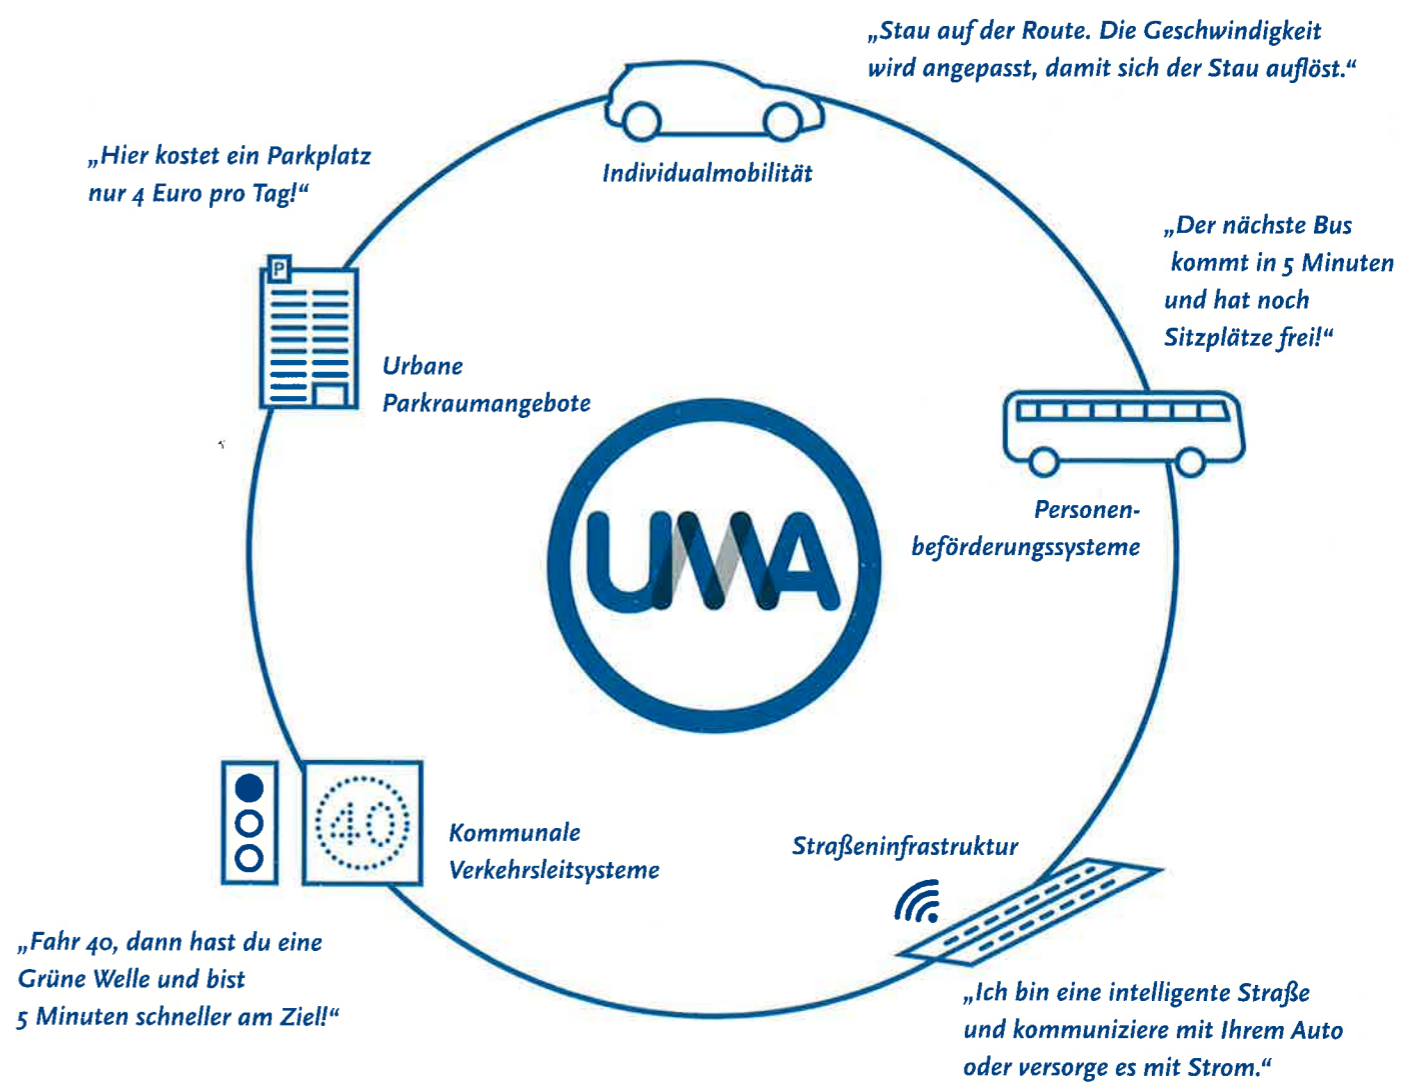 „Stau auf der Route. Die Geschwindigkeit
wird angepasst, damit sich der Stau auflöst.“
Individualmobilität
„Hier kostet ein Parkplatz
nur 4 Euro pro Tag!“
P
Urbane
Parkraumangebote
„Der nächste Bus
kommt in 5 Minuten
und hat noch
Sitzplätze frei!“
Personen-
beförderungssysteme
UMA
40
Kommunale
Verkehrsleitsysteme
„Fahr 40, dann hast du eine
Grüne Welle und bist
5 Minuten schneller am Ziel!“
Straßeninfrastruktur
„Ich bin eine intelligente Straße
und kommuniziere mit Ihrem Auto
oder versorge es mit Strom.“